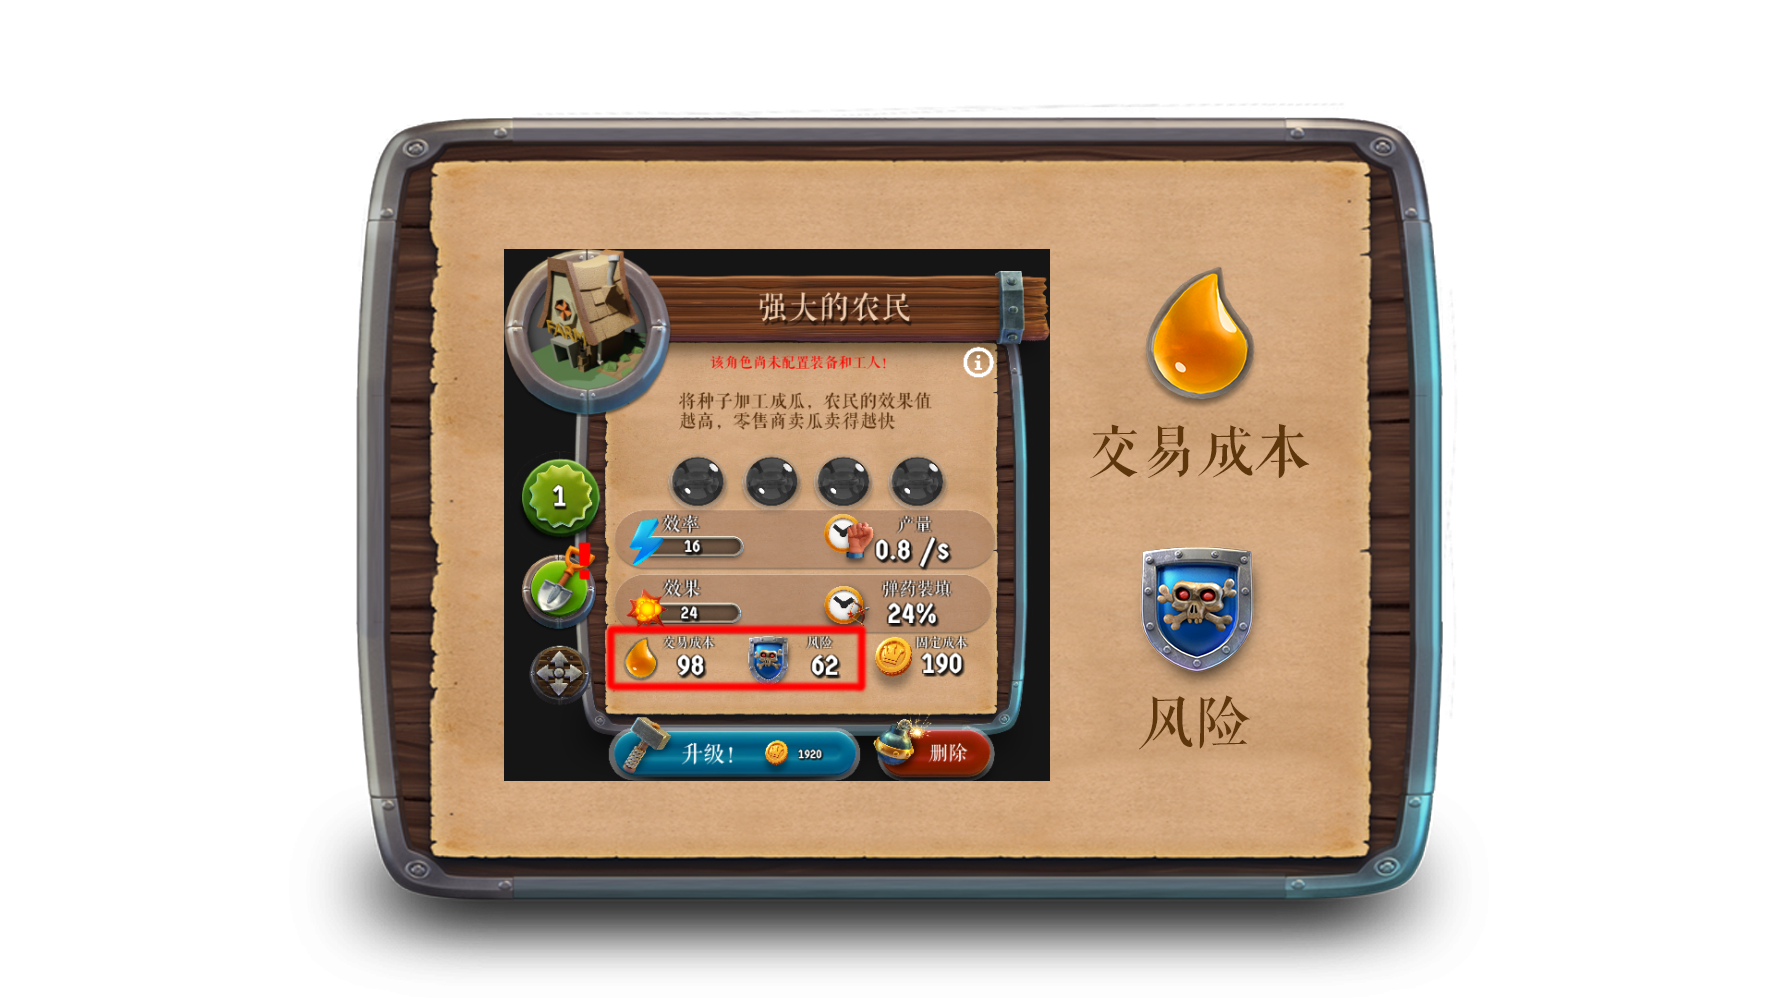 强大的农民
该角色尚未配置装备和工人!
将种子加工成瓜，农民的效果值
越高，零售商卖瓜卖得越快
1
效率
16
产量
0.8 /s
效果
24
弹药装填
24%
交易成本
98
风险
62
固定成本
190
升级!
1920
删除
交易成本
风险